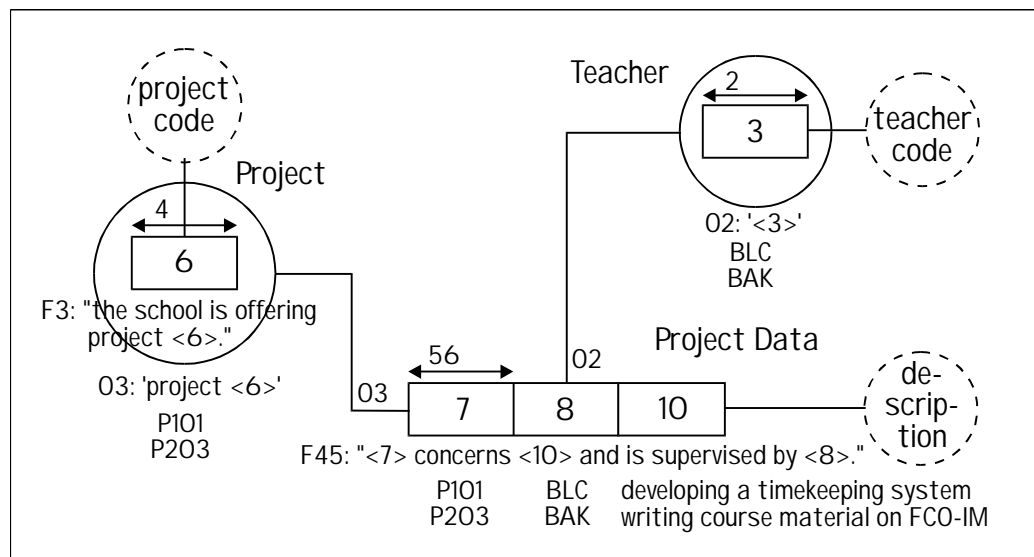 project
code
Project
4
6
F3: "the school is offering
project <6>."
O3: 'project <6>'
P101
P203
Teacher
2
3
teacher
code
O2: '<3>'
BLC
BAK
Project Data
56
O3
O2
7 8 10
de-
scrip-
tion
F45: "<7> concerns <10> and is supervised by <8>."
P101 BLC developing a timekeeping system
P203 BAK writing course material on FCO-IM